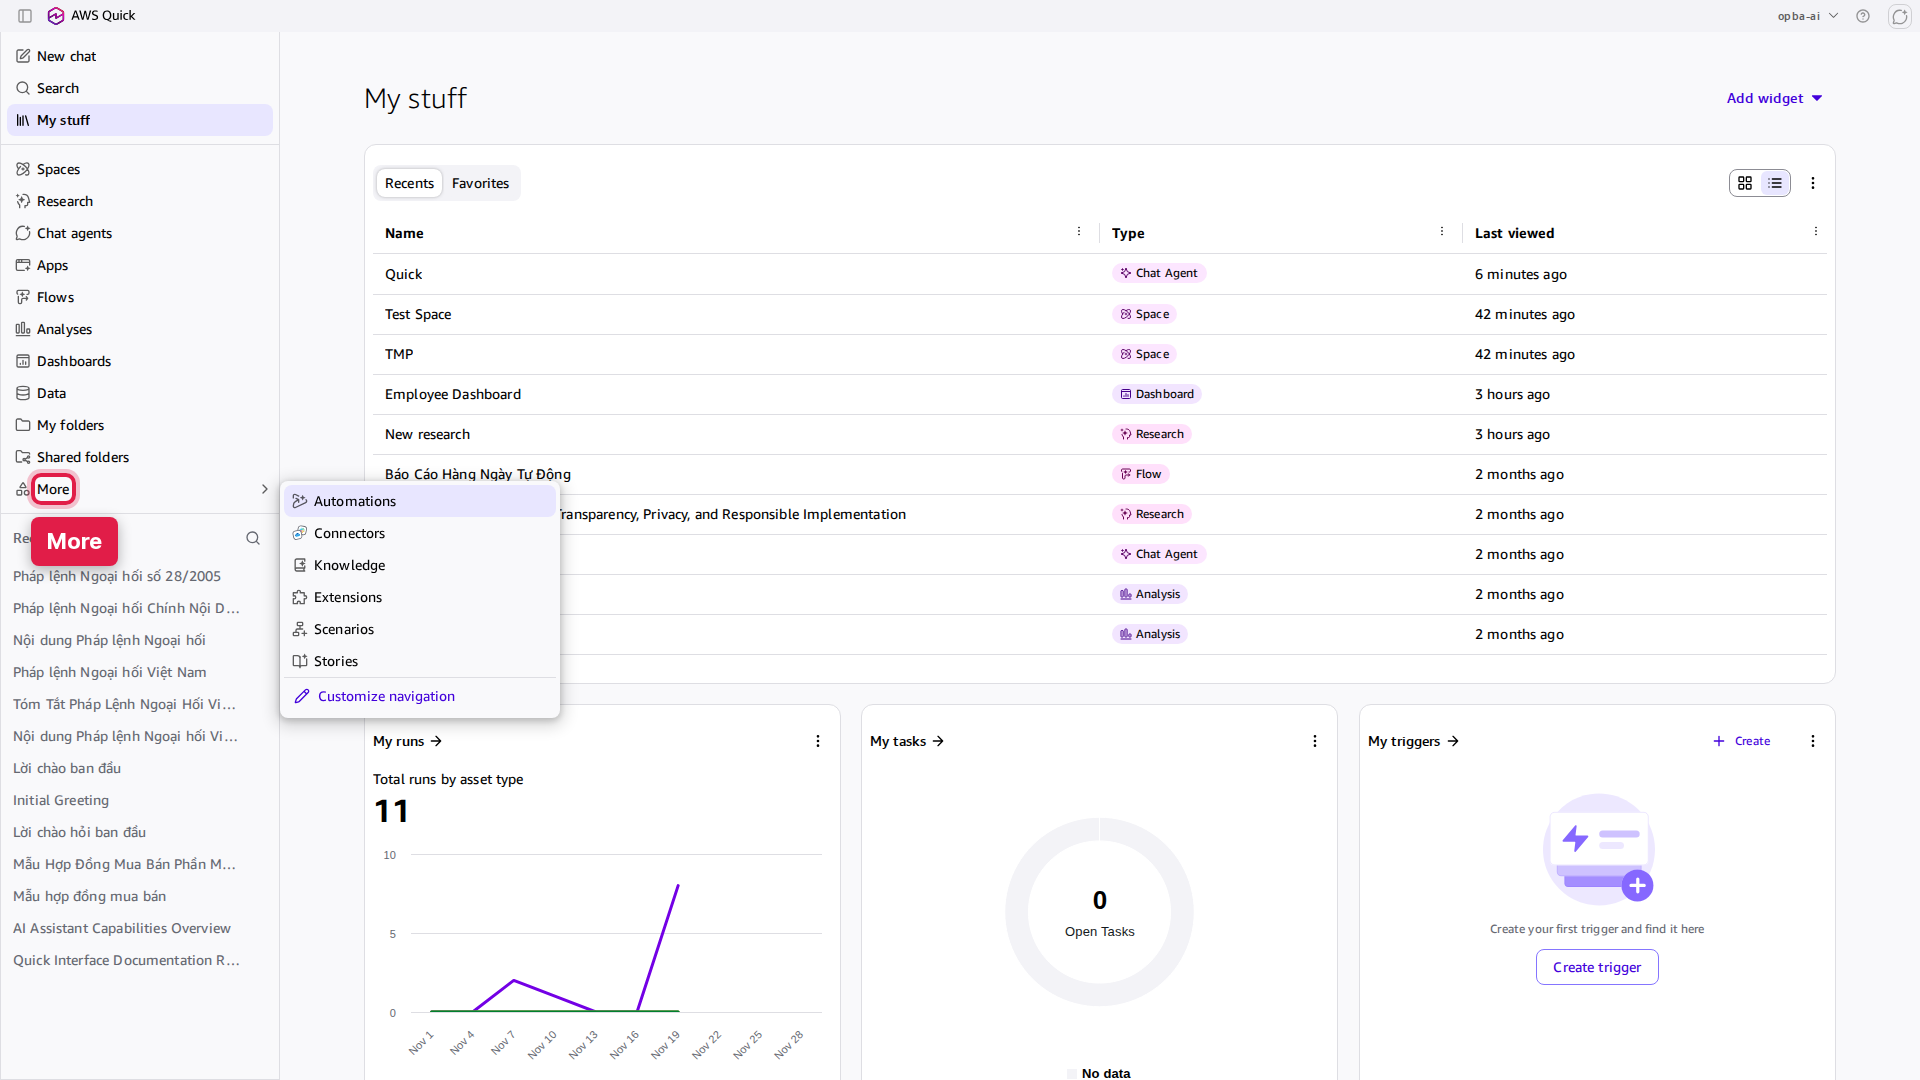 AWS Quick
opba-ai
New chat
Search
My stuff
Spaces
Research
Chat agents
Apps
Flows
Analyses
Dashboards
Data
My folders
Shared folders
More
More
Pháp lệnh Ngoại hối số 28/2005
Pháp lệnh Ngoại hối Chính Nội D...
Nội dung Pháp lệnh Ngoại hối
Pháp lệnh Ngoại hối Việt Nam
Tóm Tắt Pháp Lệnh Ngoại Hối Vi...
Nội dung Pháp lệnh Ngoại hối Vi...
Lời chào ban đầu
Initial Greeting
Lời chào hỏi ban đầu
Mẫu Hợp Đồng Mua Bán Phần M...
Mẫu hợp đồng mua bán
AI Assistant Capabilities Overview
Quick Interface Documentation R...
Automations
Connectors
Knowledge
Extensions
Scenarios
Stories
Customize navigation
My stuff
Add widget
Recents Favorites
Name Type Last viewed
Quick Chat Agent 6 minutes ago
Test Space Space 42 minutes ago
TMP Space 42 minutes ago
Employee Dashboard Dashboard 3 hours ago
New research Research 3 hours ago
Báo Cáo Hàng Ngày Tự Động Flow 2 months ago
Transparency, Privacy, and Responsible Implementation Research 2 months ago
Chat Agent 2 months ago
Analysis 2 months ago
Analysis 2 months ago
My runs
Total runs by asset type
11
10
5
0
Nov 1 Nov 4 Nov 7 Nov 10 Nov 13 Nov 16 Nov 19 Nov 22 Nov 25 Nov 28
My tasks
0
Open Tasks
No data
My triggers
Create
Create your first trigger and find it here
Create trigger